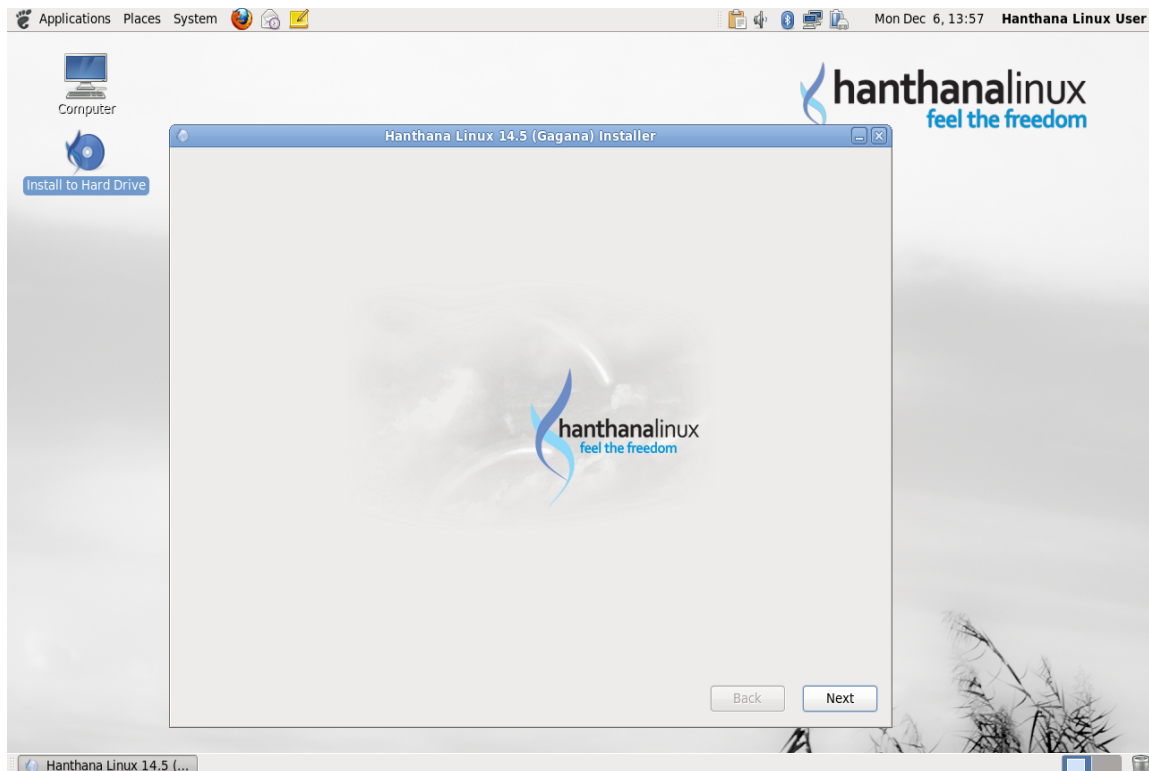 Applications Places System
Mon Dec 6, 13:57 Hanthana Linux User
Computer
hanthanalinux
feel the freedom
Install to Hard Drive
Hanthana Linux 14.5 (Gagana) Installer
hanthanalinux
feel the freedom
Back Next
Hanthana Linux 14.5 (...